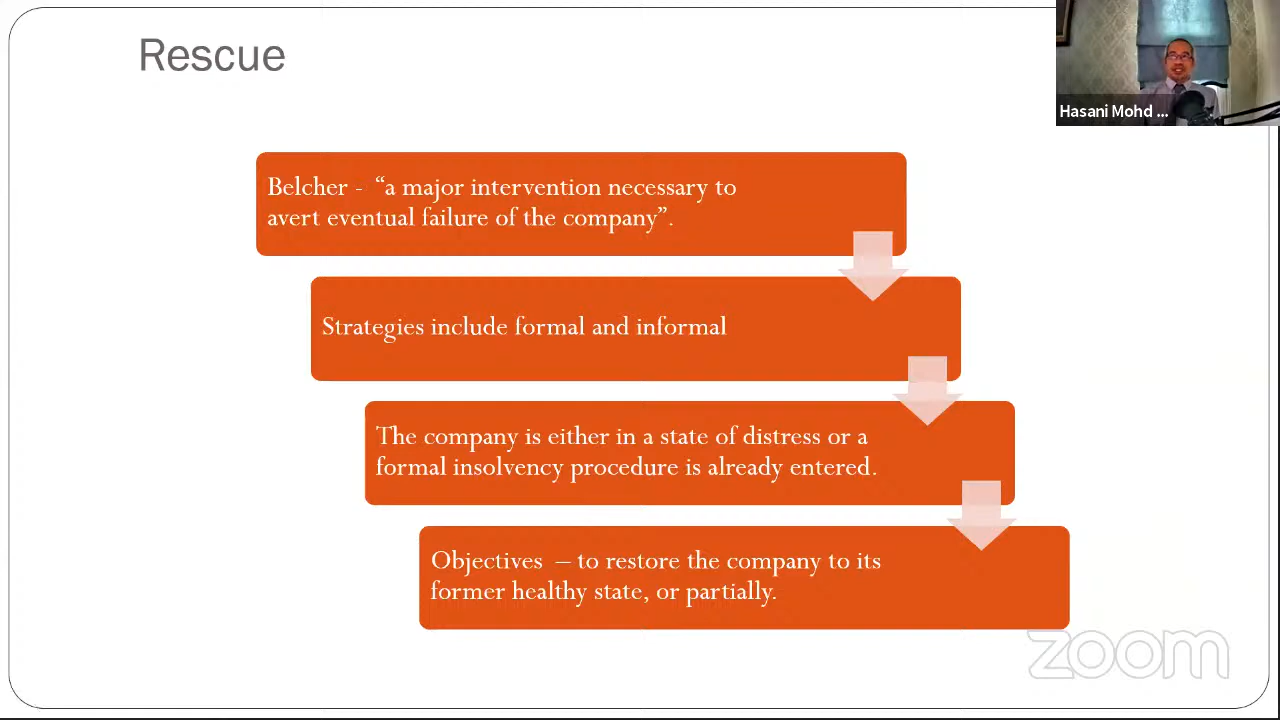 Rescue
Hasani Mohd ...
Belcher - “a major intervention necessary to
avert eventual failure of the company”.
Strategies include formal and informal
The company is either in a state of distress or a
formal insolvency procedure is already entered.
Objectives – to restore the company to its
former healthy state, or partially.
zoom